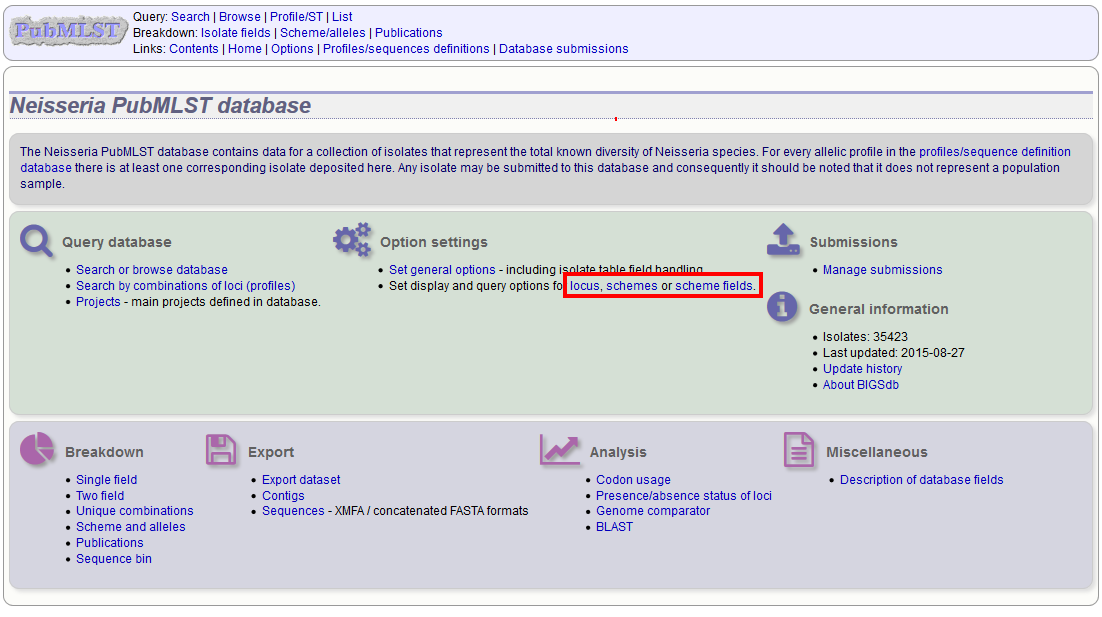 PubMLST
Query: Search | Browse | Profile/ST | List
Breakdown: Isolate fields | Scheme/alleles | Publications
Links: Contents | Home | Options | Profiles/sequences definitions | Database submissions
Neisseria PubMLST database
The Neisseria PubMLST database contains data for a collection of isolates that represent the total known diversity of Neisseria species. For every allelic profile in the profiles/sequence definition
database there is at least one corresponding isolate deposited here. Any isolate may be submitted to this database and consequently it should be noted that it does not represent a population
sample.
Query database
• Search or browse database
• Search by combinations of loci (profiles)
• Projects - main projects defined in database.
Option settings
• Set general options - including isolate table field handling.
• Set display and query options for locus, schemes or scheme fields.
Submissions
• Manage submissions
General information
• Isolates: 35423
• Last updated: 2015-08-27
• Update history
• About BIGSdb
Breakdown
• Single field
• Two field
• Unique combinations
• Scheme and alleles
• Publications
• Sequence bin
Export
• Export dataset
• Contigs
• Sequences - XMFA / concatenated FASTA formats
Analysis
• Codon usage
• Presence/absence status of loci
• Genome comparator
• BLAST
Miscellaneous
• Description of database fields